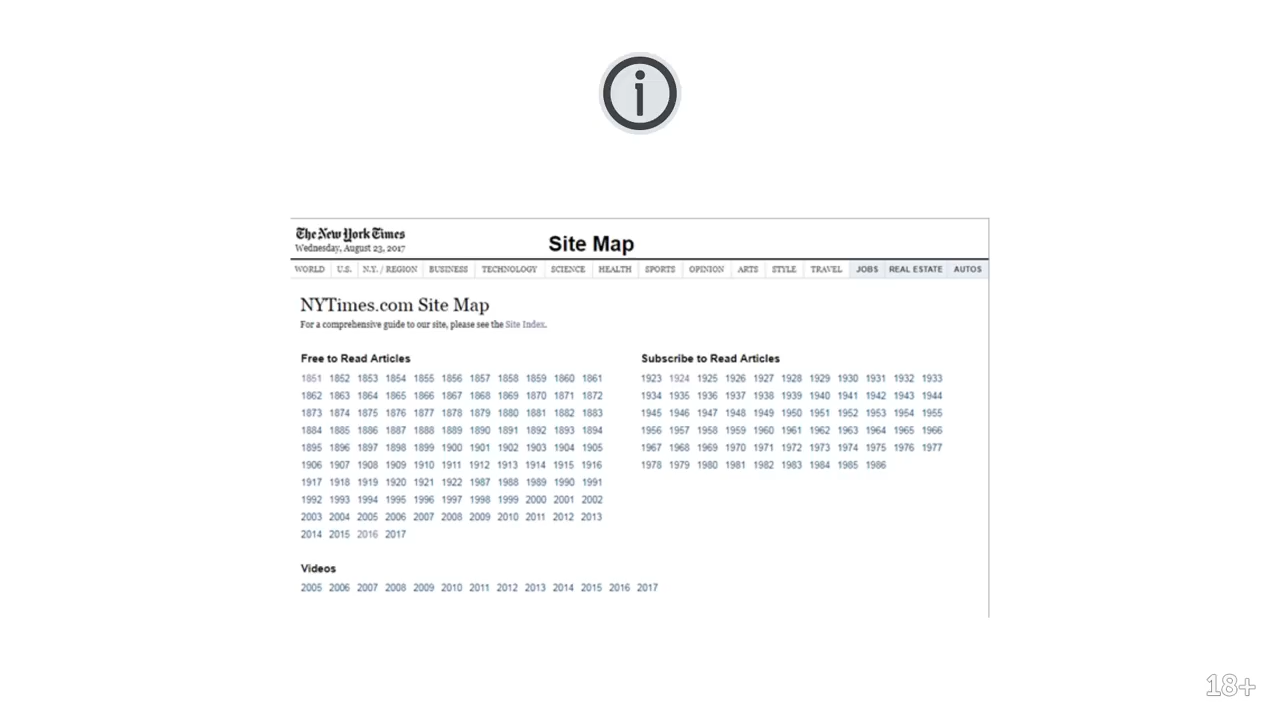 i
The New York Times
Wednesday, August 23, 2017
Site Map
WORLD U.S. N.Y. / REGION BUSINESS TECHNOLOGY SCIENCE HEALTH SPORTS OPINION ARTS STYLE TRAVEL JOBS REAL ESTATE AUTOS
NYTimes.com Site Map
For a comprehensive guide to our site, please see the Site Index.
Free to Read Articles
1851 1852 1853 1854 1855 1856 1857 1858 1859 1860 1861
1862 1863 1864 1865 1866 1867 1868 1869 1870 1871 1872
1873 1874 1875 1876 1877 1878 1879 1880 1881 1882 1883
1884 1885 1886 1887 1888 1889 1890 1891 1892 1893 1894
1895 1896 1897 1898 1899 1900 1901 1902 1903 1904 1905
1906 1907 1908 1909 1910 1911 1912 1913 1914 1915 1916
1917 1918 1919 1920 1921 1922 1987 1988 1989 1990 1991
1992 1993 1994 1995 1996 1997 1998 1999 2000 2001 2002
2003 2004 2005 2006 2007 2008 2009 2010 2011 2012 2013
2014 2015 2016 2017
Subscribe to Read Articles
1923 1924 1925 1926 1927 1928 1929 1930 1931 1932 1933
1934 1935 1936 1937 1938 1939 1940 1941 1942 1943 1944
1945 1946 1947 1948 1949 1950 1951 1952 1953 1954 1955
1956 1957 1958 1959 1960 1961 1962 1963 1964 1965 1966
1967 1968 1969 1970 1971 1972 1973 1974 1975 1976 1977
1978 1979 1980 1981 1982 1983 1984 1985 1986
Videos
2005 2006 2007 2008 2009 2010 2011 2012 2013 2014 2015 2016 2017
18+